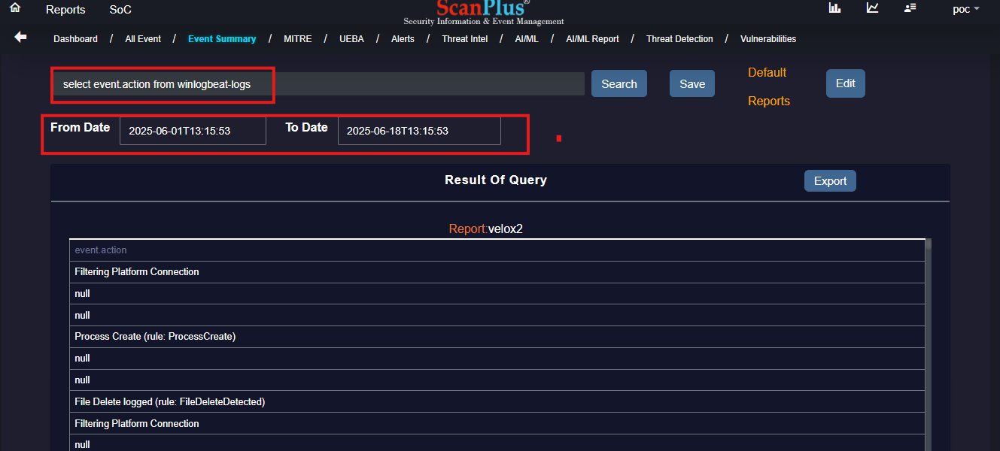 Reports SoC ScanPlus® poc
Security Information & Event Management
Dashboard / All Event / Event Summary / MITRE / UEBA / Alerts / Threat Intel / AI/ML / AI/ML Report / Threat Detection / Vulnerabilities
select event.action from winlogbeat-logs Search Save Default Edit
Reports
From Date 2025-06-01T13:15:53 To Date 2025-06-18T13:15:53
Result Of Query Export
Report:velox2
event.action
Filtering Platform Connection
null
null
Process Create (rule: ProcessCreate)
null
null
File Delete logged (rule: FileDeleteDetected)
Filtering Platform Connection
null